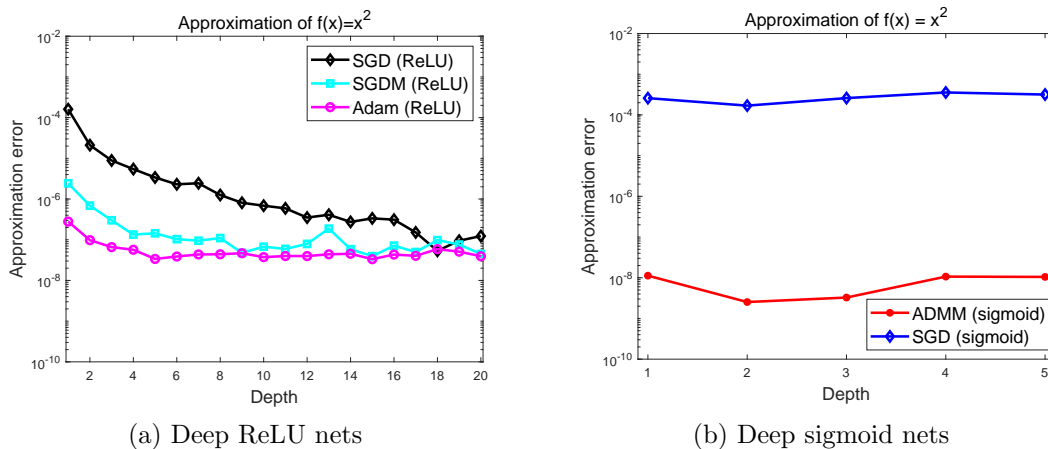 Approximation of f(x)=x²
10⁻²
10⁻⁴
10⁻⁶
10⁻⁸
10⁻¹⁰
Approximation error
SGD (ReLU)
SGDM (ReLU)
Adam (ReLU)
2 4 6 8 10 12 14 16 18 20
Depth
(a) Deep ReLU nets
Approximation of f(x) = x²
10⁻²
10⁻⁴
10⁻⁶
10⁻⁸
10⁻¹⁰
Approximation error
ADMM (sigmoid)
SGD (sigmoid)
1 2 3 4 5
Depth
(b) Deep sigmoid nets